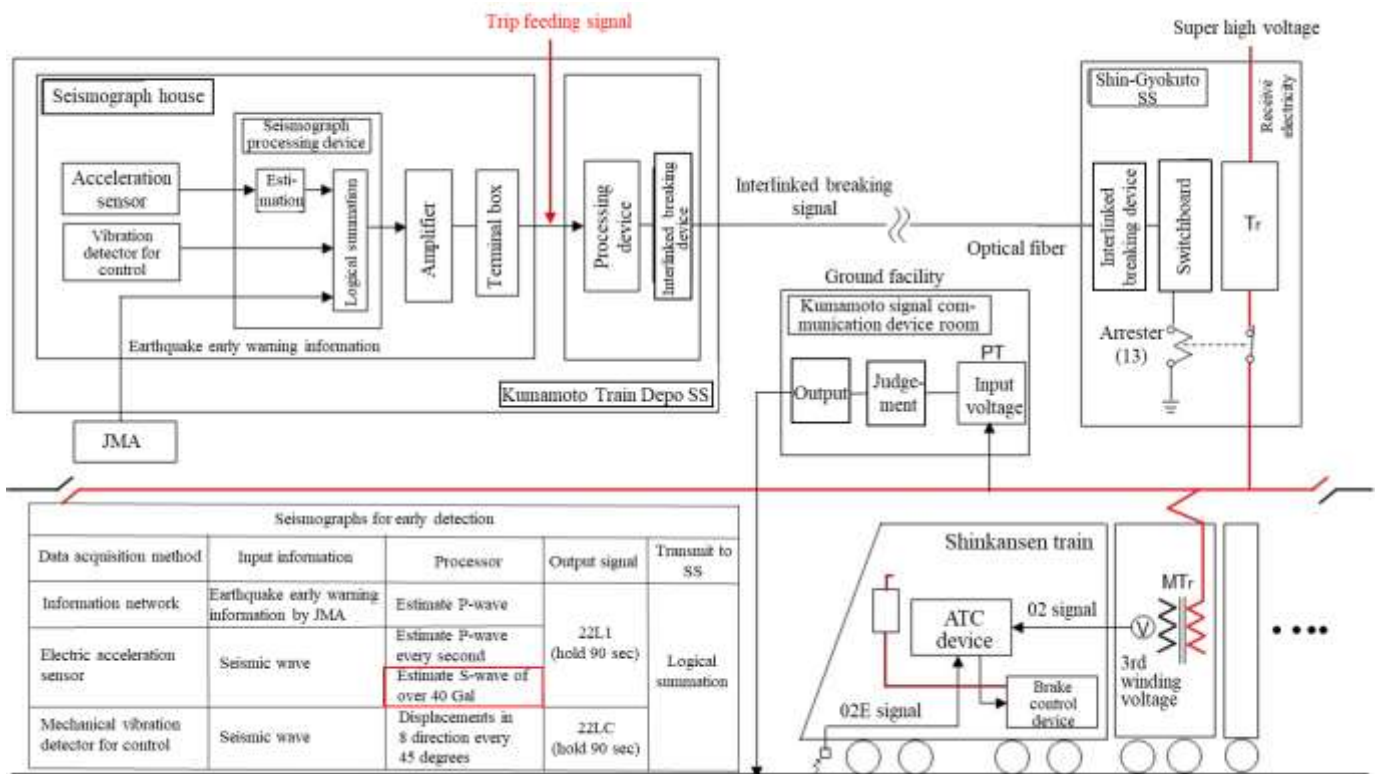 Trip feeding signal
Super high voltage
Seismograph house
Seismograph
processing device
Acceleration
sensor
Esti-
mation
Vibration
detector for
control
Logical summation
Amplifier
Terminal box
Earthquake early warning information
Processing
device
Interlinked breaking
device
Kumamoto Train Depo SS
JMA
Interlinked breaking
signal
Optical fiber
Shin-Gyokuto
SS
Receive
electricity
Interlinked
breaking device
Switchboard
Tr
Arrester
(13)
Ground facility
Kumamoto signal com-
munication device room
PT
Output
Judge-
ment
Input
voltage
Seismographs for early detection
Data acquisition method
Input information
Processor
Output signal
Transmit to
SS
Information network
Earthquake early warning
information by JMA
Estimate P-wave
22L1
(hold 90 sec)
Logical
summation
Electric acceleration
sensor
Seismic wave
Estimate P-wave
every second
Estimate S-wave of
over 40 Gal
Mechanical vibration
detector for control
Seismic wave
Displacements in
8 direction every
45 degrees
22LC
(hold 90 sec)
Shinkansen train
MTr
ATC
device
02 signal
V
3rd
winding
voltage
02E signal
Brake
control
device